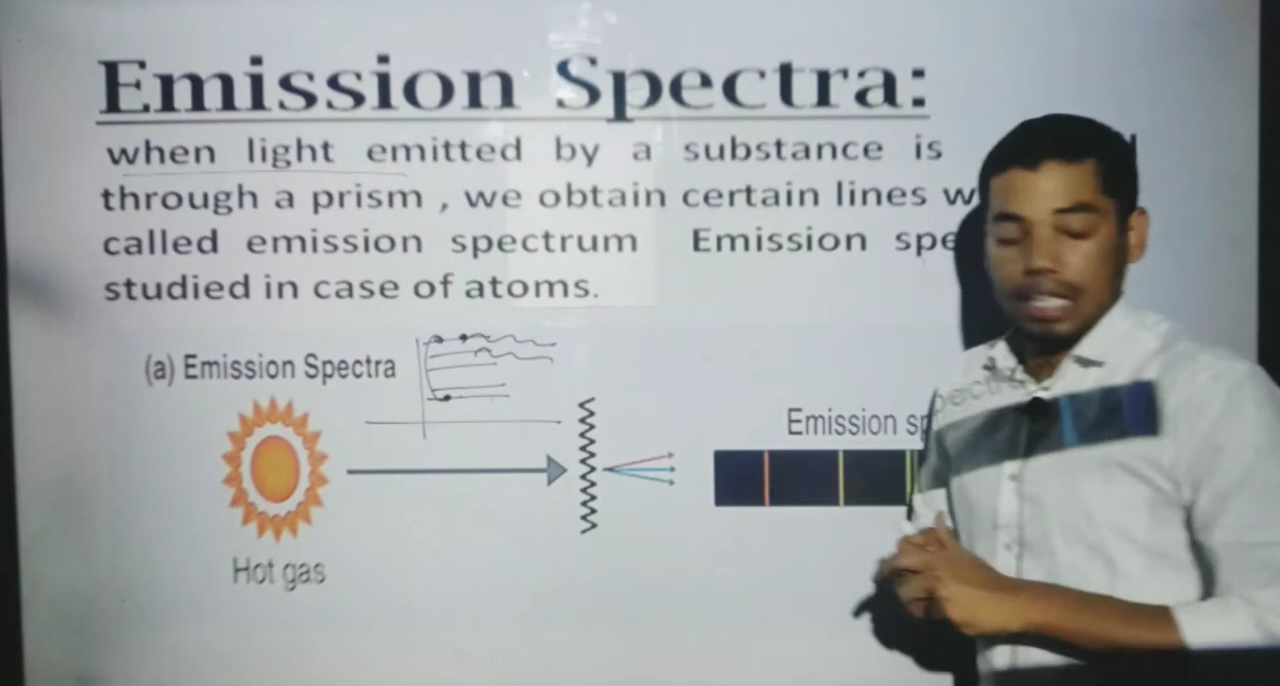 Emission Spectra:
when light emitted by a substance is
through a prism , we obtain certain lines w
called emission spectrum Emission spe
studied in case of atoms.
(a) Emission Spectra
Emission sp
Hot gas